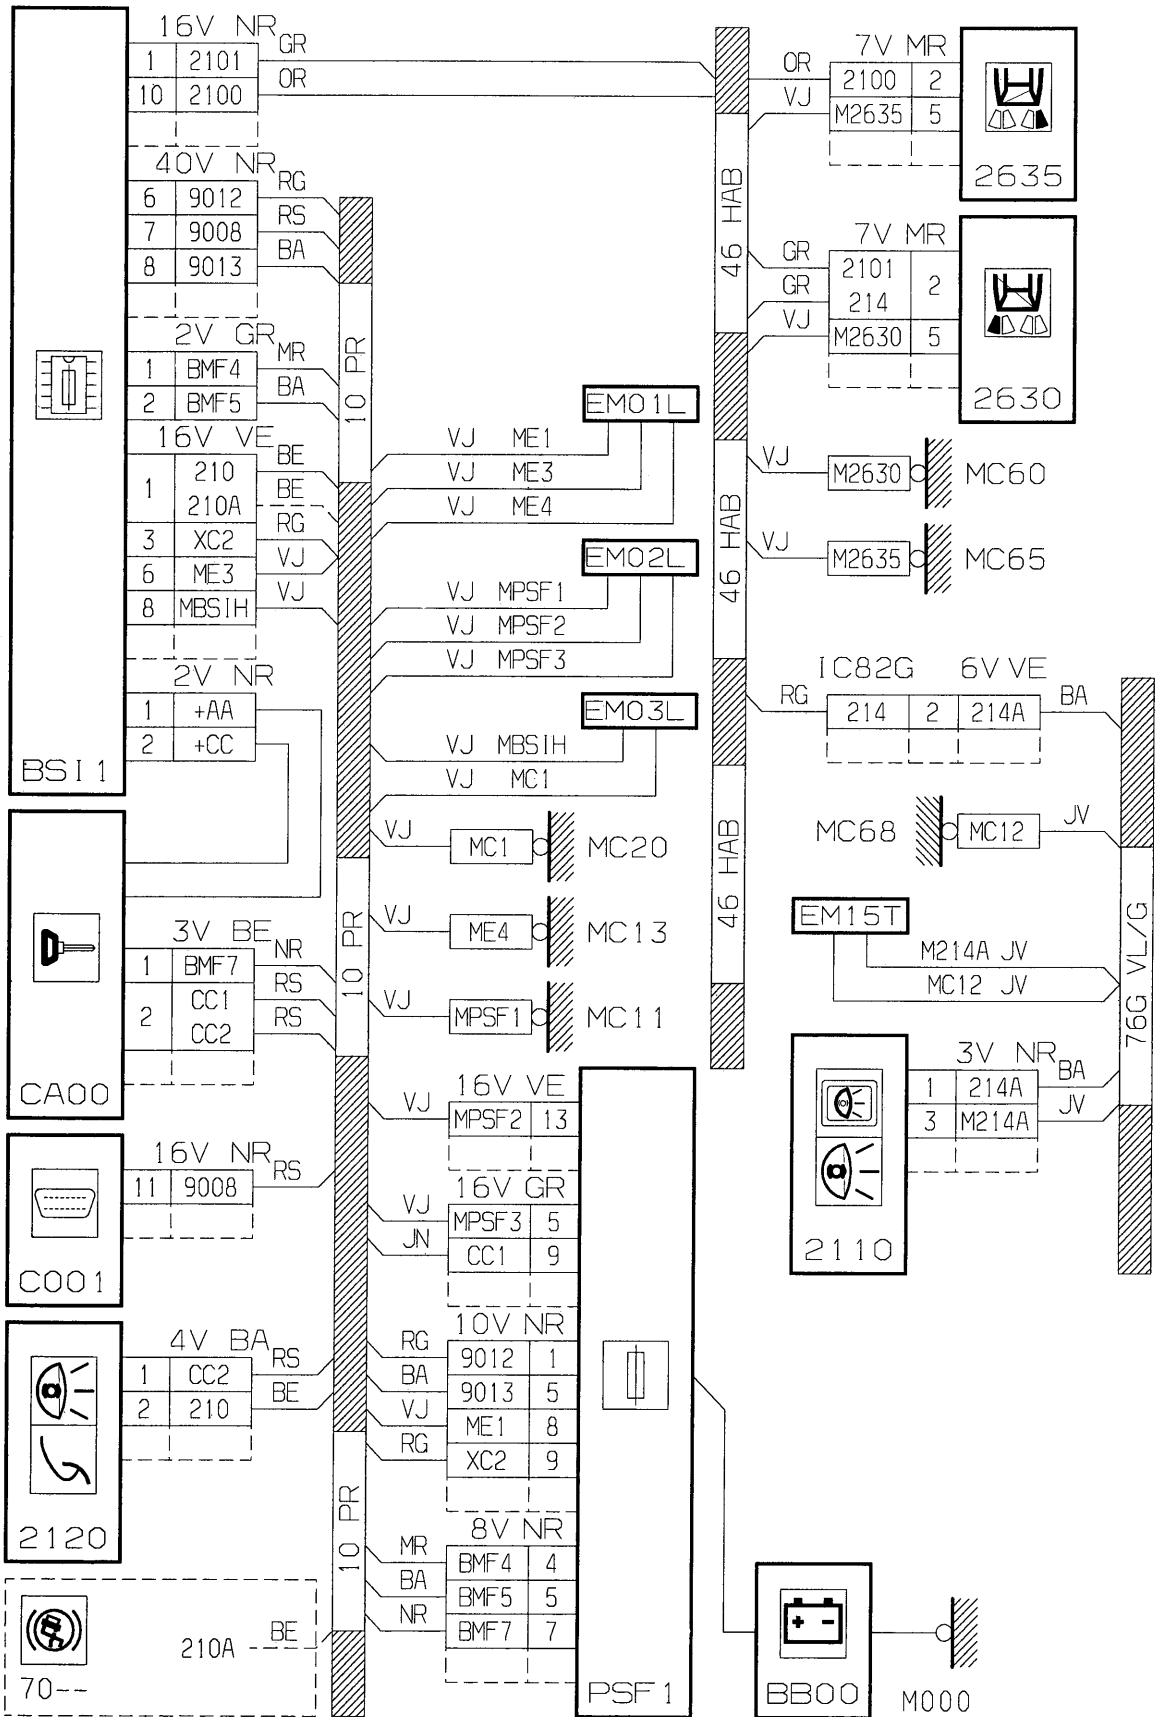 16V NR
GR
1 2101
OR
10 2100
40V NR
RG
6 9012
RS
7 9008
BA
8 9013
2V GR
MR
1 BMF4
BA
2 BMF5
16V VE
BE
1 210
BE
210A
RG
3 XC2
VJ
6 ME3
VJ
8 MBSIH
2V NR
1 +AA
2 +CC
BSI1
3V BE
NR
1 BMF7
RS
2 CC1
RS
CC2
CA00
16V NR
RS
11 9008
C001
4V BA
RS
1 CC2
BE
2 210
2120
210A BE
70--
10 PR
10 PR
10 PR
EM01L
VJ ME1
VJ ME3
VJ ME4
EM02L
VJ MPSF1
VJ MPSF2
VJ MPSF3
EM03L
VJ MBSIH
VJ MC1
VJ MC1 MC20
VJ ME4 MC13
VJ MPSF1 MC11
16V VE
VJ MPSF2 13
16V GR
VJ MPSF3 5
JN CC1 9
10V NR
RG 9012 1
BA 9013 5
VJ ME1 8
RG XC2 9
8V NR
MR BMF4 4
BA BMF5 5
NR BMF7 7
PSF1
46 HAB
46 HAB
46 HAB
7V MR
OR 2100 2
VJ M2635 5
2635
7V MR
GR 2101 2
GR 214
VJ M2630 5
2630
VJ M2630 MC60
VJ M2635 MC65
IC82G 6V VE
RG 214 2 214A BA
MC68 MC12 JV
EM15T
M214A JV
MC12 JV
76G VL/G
3V NR
BA
1 214A
JV
3 M214A
2110
+ -
BB00
M000